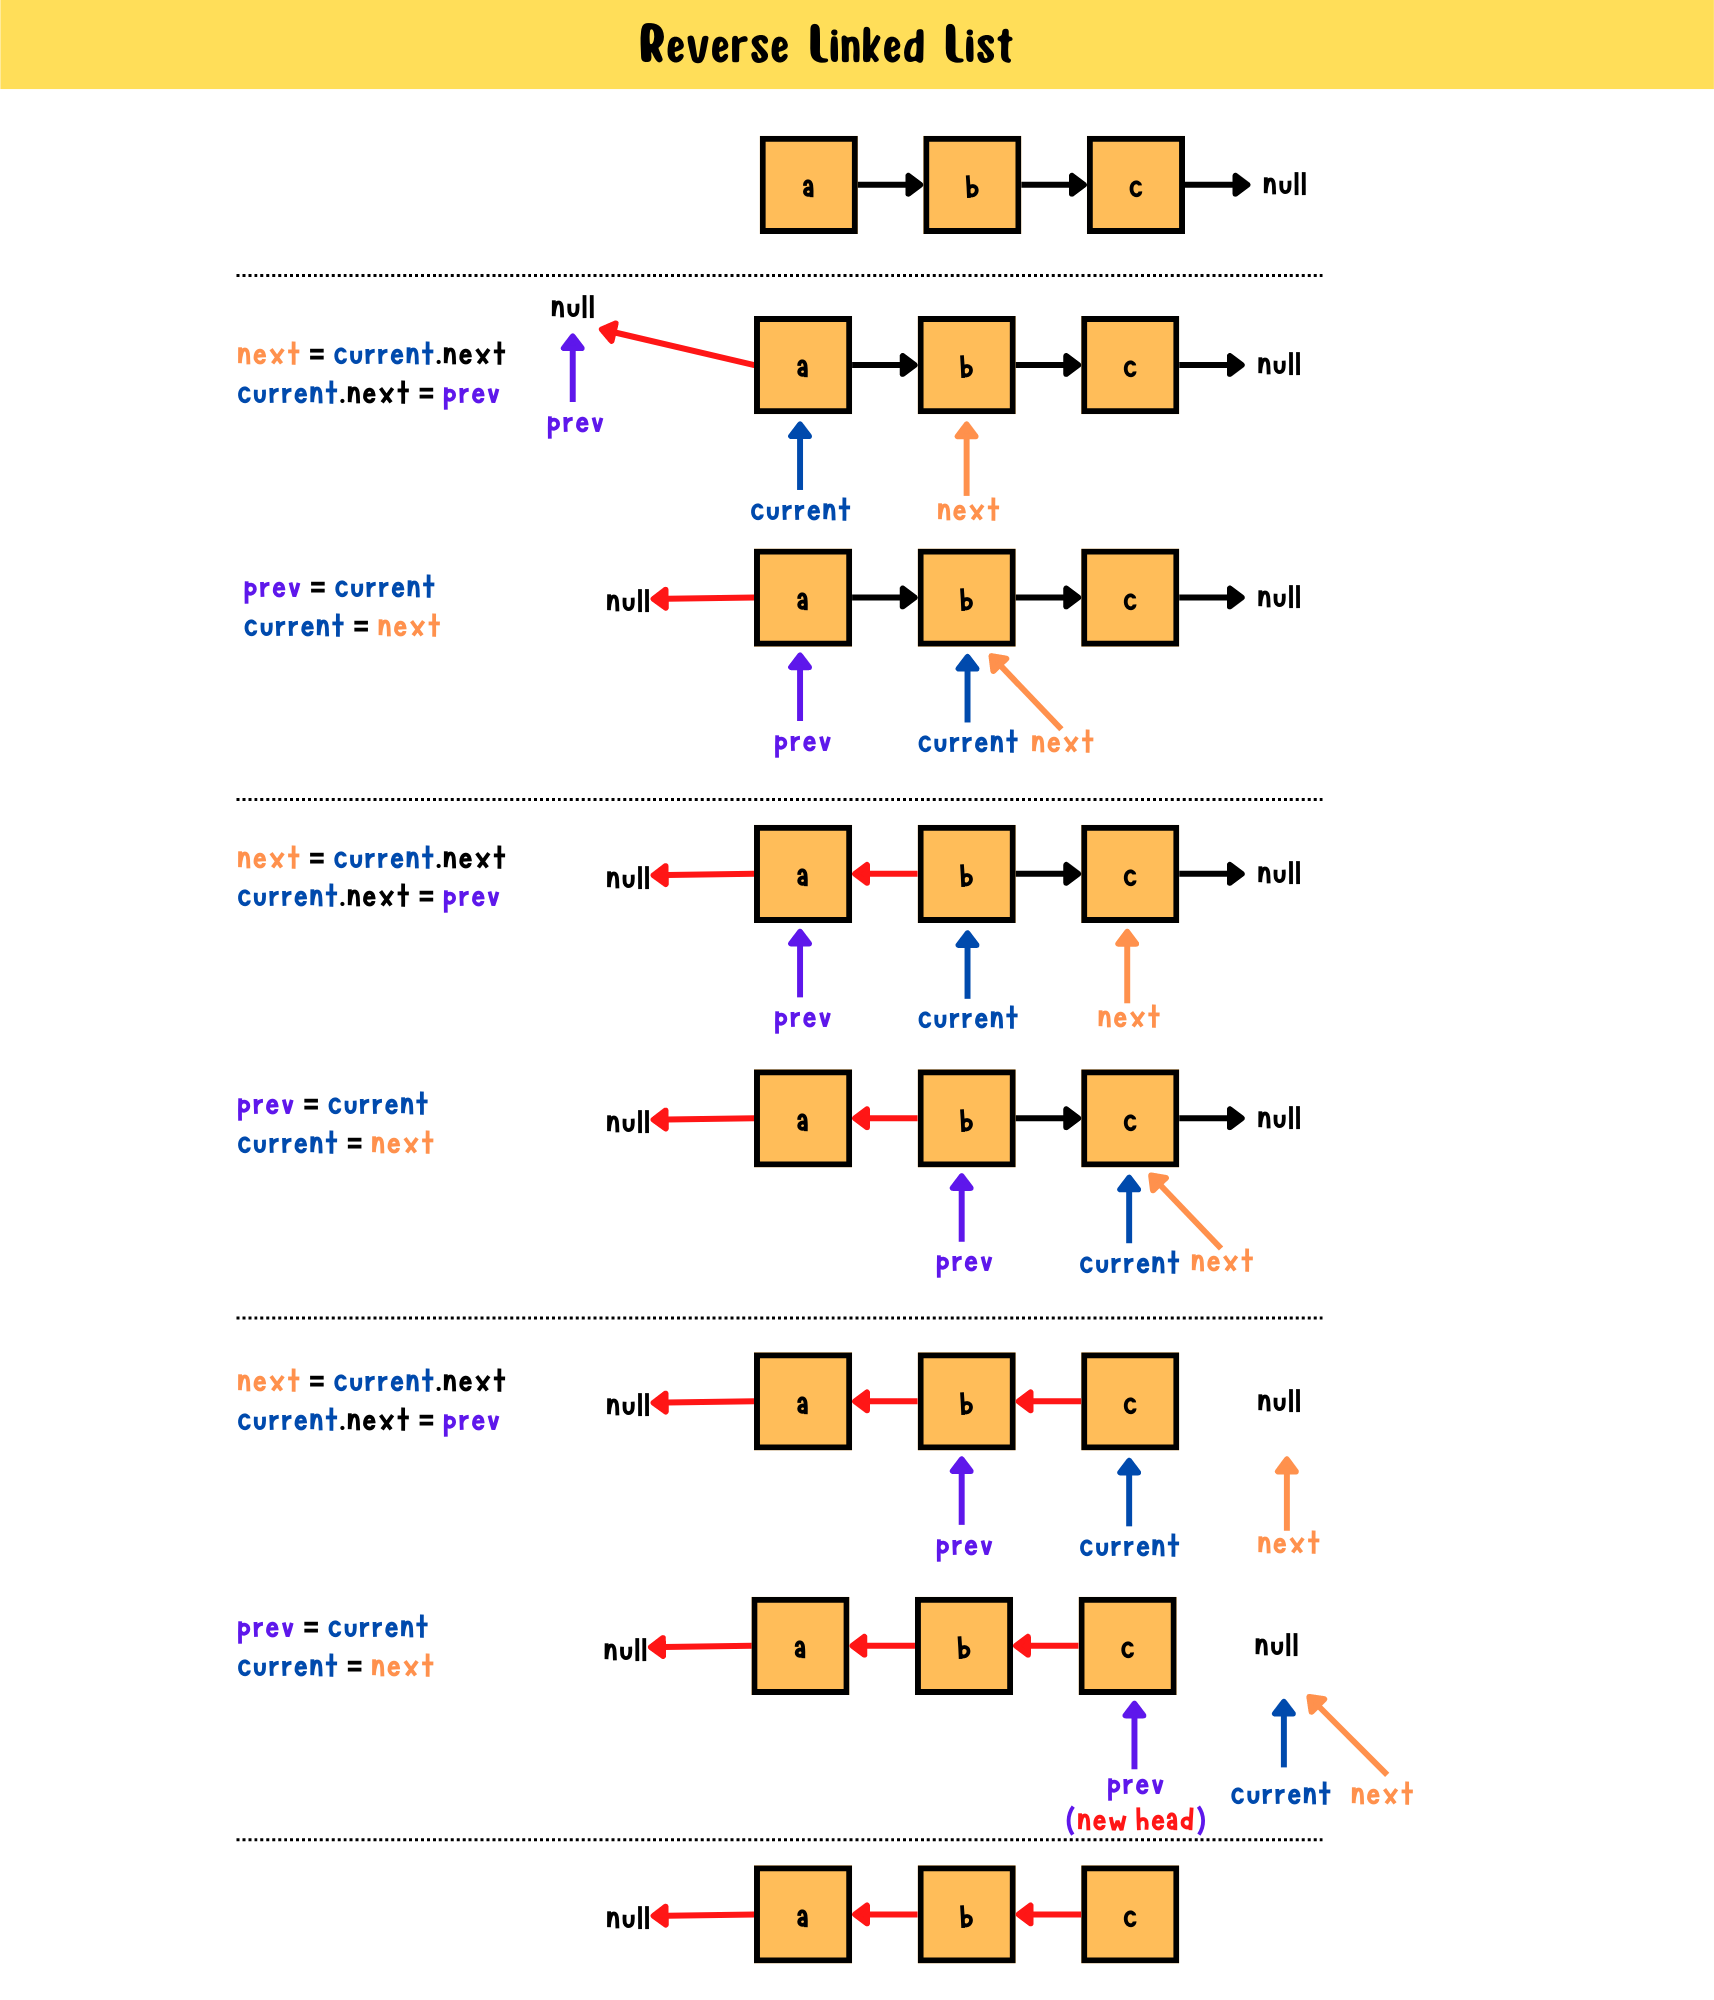 Reverse Linked List
a b c null
null
next = current.next
current.next = prev
prev
a b c null
current next
prev = current
current = next
null a b c null
prev current next
next = current.next
current.next = prev
null a b c null
prev current next
prev = current
current = next
null a b c null
prev current next
next = current.next
current.next = prev
null a b c null
prev current next
prev = current
current = next
null a b c null
prev
(new head)
current next
null a b c